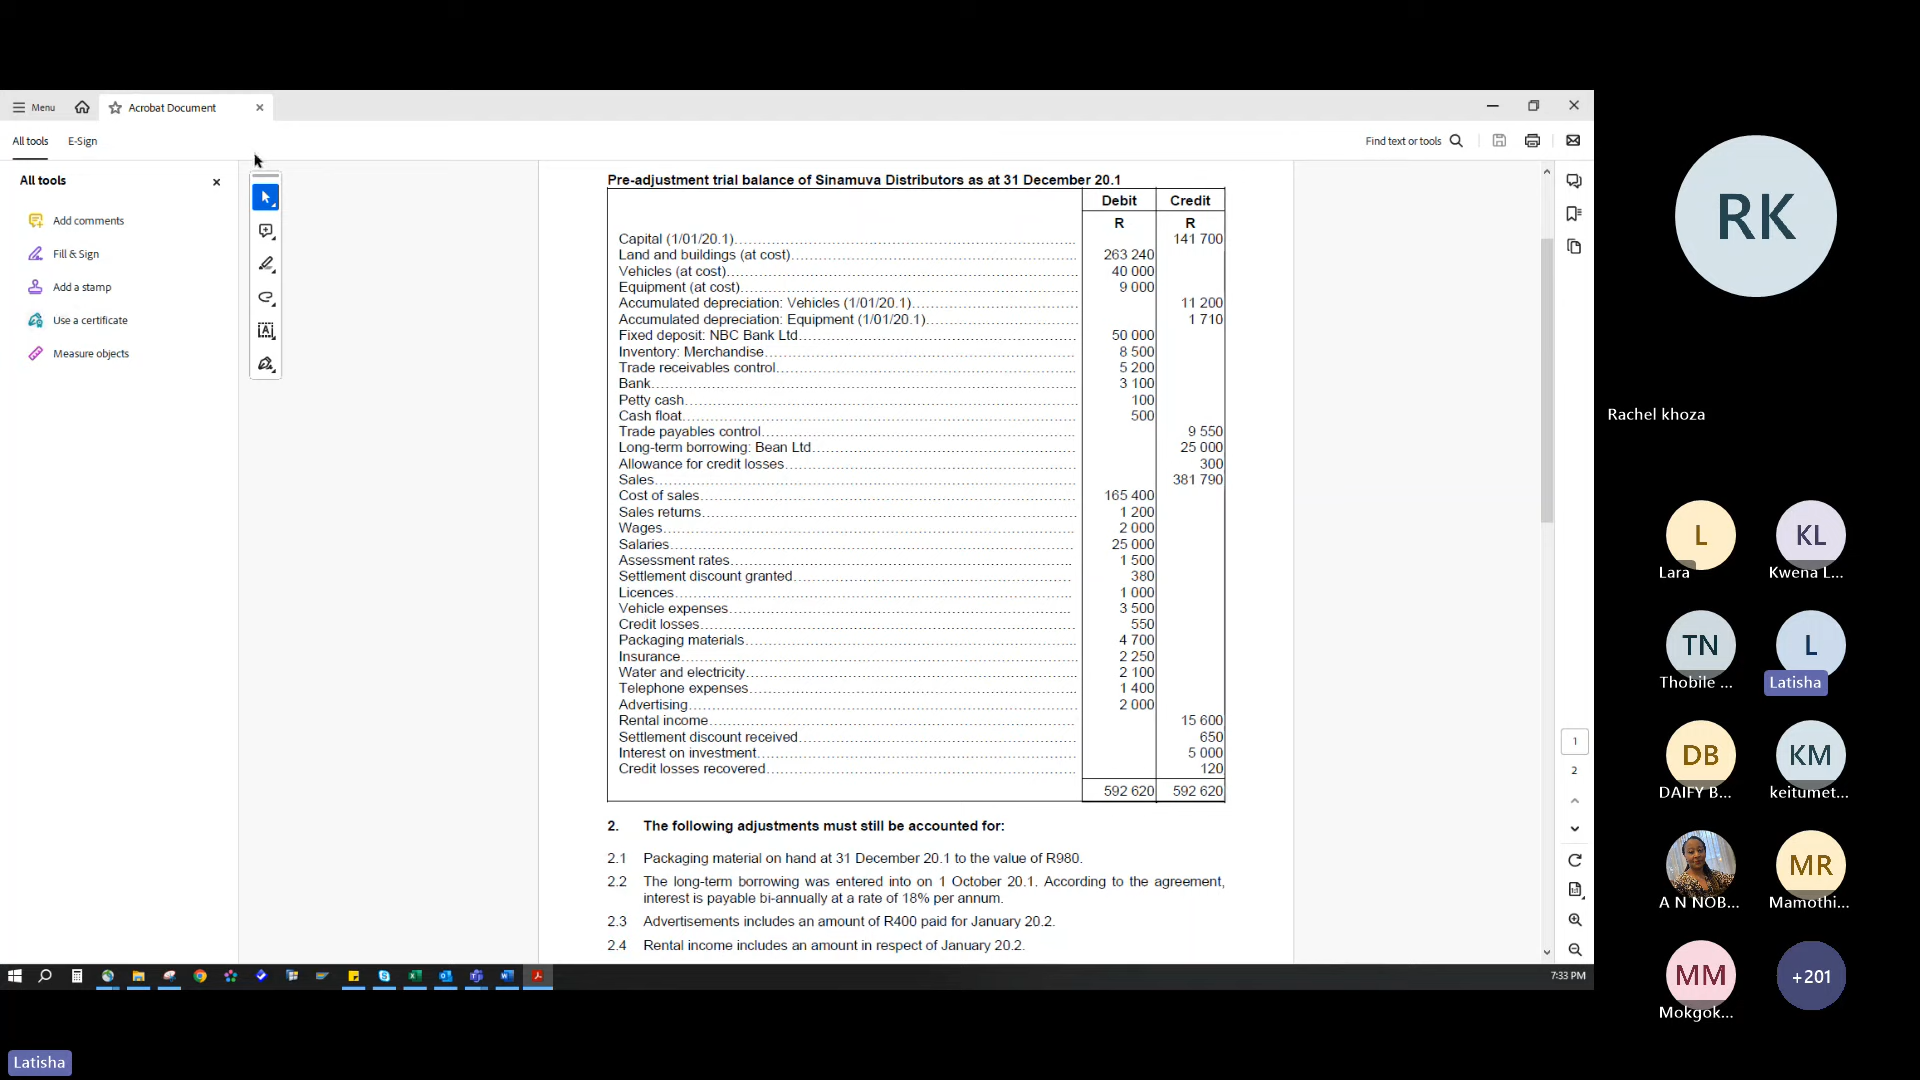 Menu
Acrobat Document
All tools
E-Sign
Find text or tools
All tools
Add comments
Fill & Sign
Add a stamp
Use a certificate
Measure objects
Pre-adjustment trial balance of Sinamuva Distributors as at 31 December 20.1
Debit Credit
R R
Capital (1/01/20.1) 141 700
Land and buildings (at cost) 263 240
Vehicles (at cost) 40 000
Equipment (at cost) 9 000
Accumulated depreciation: Vehicles (1/01/20.1) 11 200
Accumulated depreciation: Equipment (1/01/20.1) 1 710
Fixed deposit: NBC Bank Ltd 50 000
Inventory: Merchandise 8 500
Trade receivables control 5 200
Bank 3 100
Petty cash 100
Cash float 500
Trade payables control 9 550
Long-term borrowing: Bean Ltd 25 000
Allowance for credit losses 300
Sales 381 790
Cost of sales 165 400
Sales returns 1 200
Wages 2 000
Salaries 25 000
Assessment rates 1 500
Settlement discount granted 380
Licences 1 000
Vehicle expenses 3 500
Credit losses 550
Packaging materials 4 700
Insurance 2 250
Water and electricity 2 100
Telephone expenses 1 400
Advertising 2 000
Rental income 15 600
Settlement discount received 650
Interest on investment 5 000
Credit losses recovered 120
592 620 592 620
2. The following adjustments must still be accounted for:
2.1 Packaging material on hand at 31 December 20.1 to the value of R980.
2.2 The long-term borrowing was entered into on 1 October 20.1. According to the agreement,
interest is payable bi-annually at a rate of 18% per annum.
2.3 Advertisements includes an amount of R400 paid for January 20.2.
2.4 Rental income includes an amount in respect of January 20.2.
1
2
7:33 PM
RK
Rachel khoza
L
Lara
KL
Kwena L...
TN
Thobile ...
L
Latisha
DB
DAIFY B...
KM
keitumet...
A N NOB...
MR
Mamothi...
MM
Mokgok...
+201
Latisha